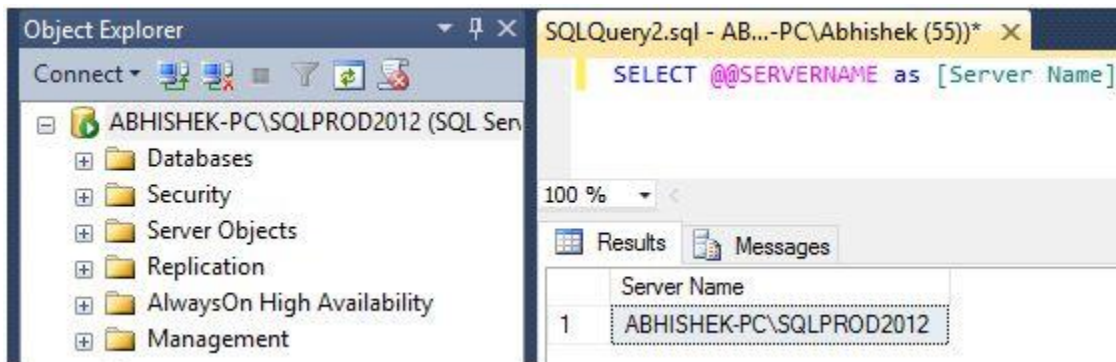 Object Explorer
Connect
ABHISHEK-PC\SQLPROD2012 (SQL Ser
Databases
Security
Server Objects
Replication
AlwaysOn High Availability
Management
SQLQuery2.sql - AB...-PC\Abhishek (55))*
SELECT @@SERVERNAME as [Server Name]
100 %
Results
Messages
Server Name
1 ABHISHEK-PC\SQLPROD2012